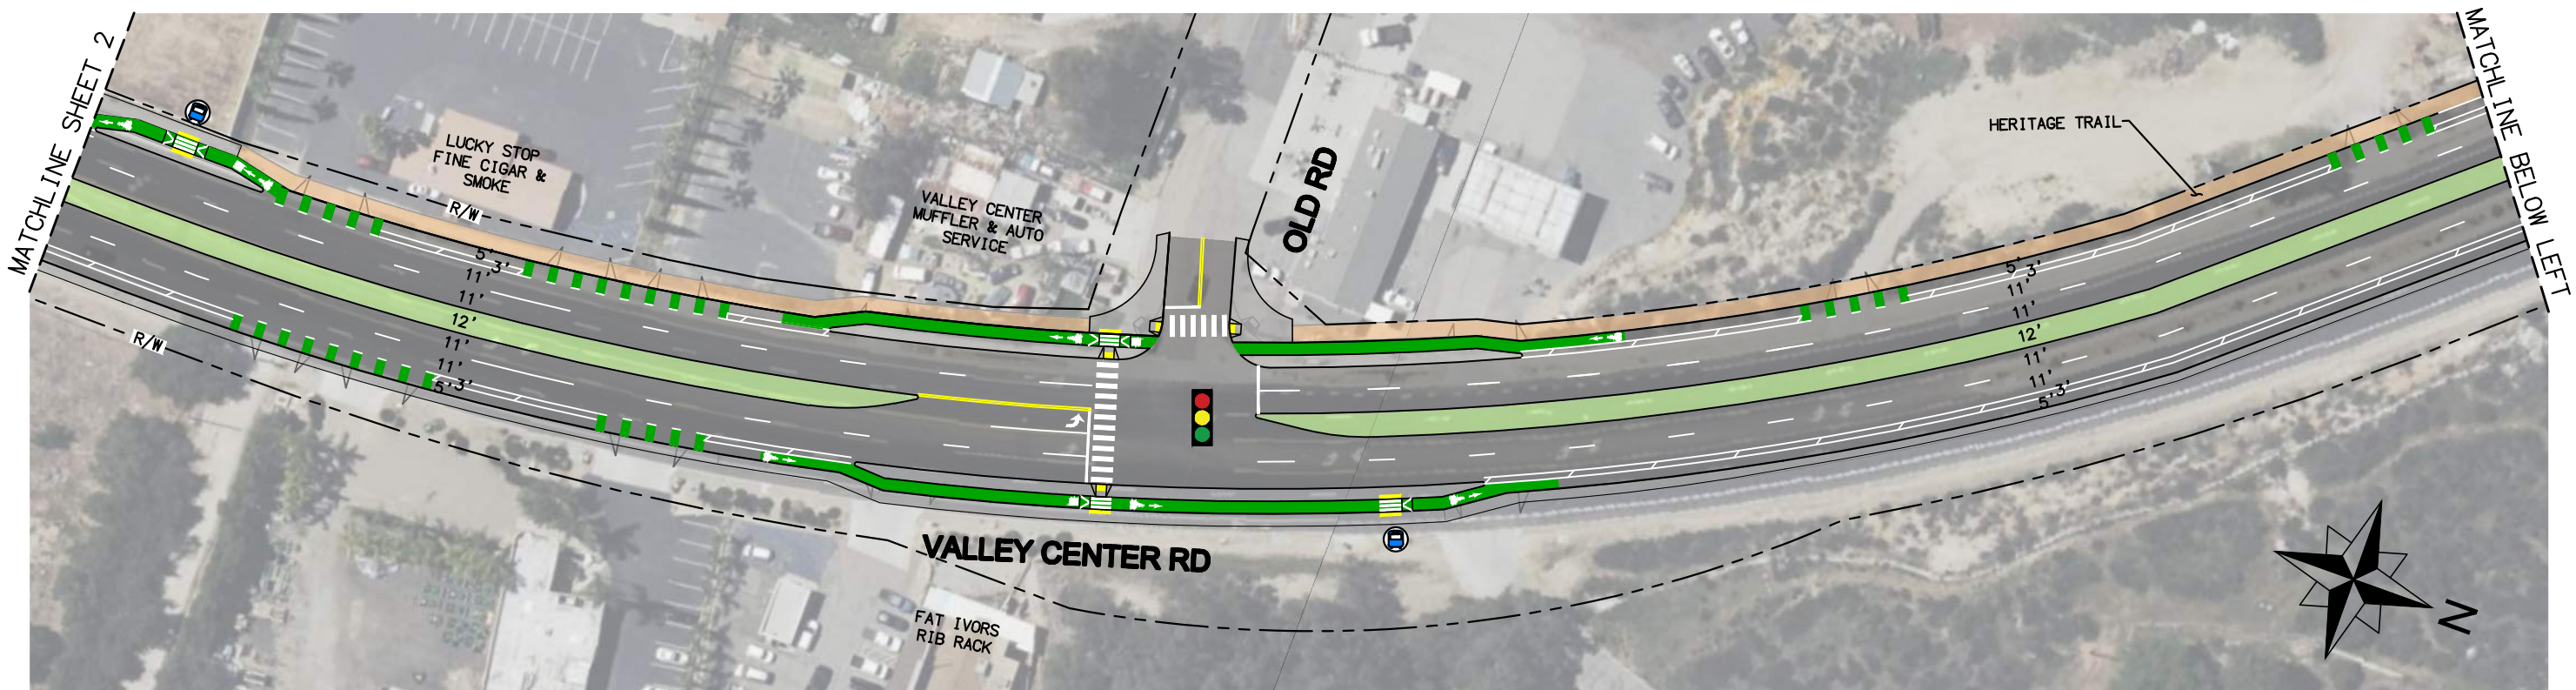 MATCHLINE SHEET 2
LUCKY STOP
FINE CIGAR &
SMOKE
R/W
VALLEY CENTER
MUFFLER & AUTO
SERVICE
OLD RD
HERITAGE TRAIL
MATCHLINE BELOW LEFT
R/W
5'
3'
11'
11'
12'
11'
11'
5'
3'
5'
3'
11'
11'
12'
11'
11'
5'
3'
VALLEY CENTER RD
FAT IVORS
RIB RACK
N